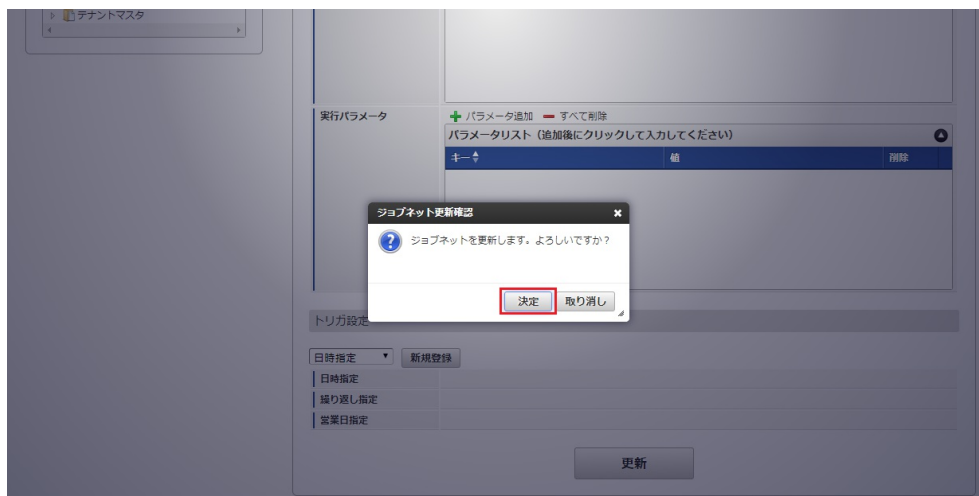 テナントマスタ
実行パラメータ
パラメータ追加 すべて削除
パラメータリスト（追加後にクリックして入力してください）
キー 値 削除
ジョブネット更新確認
ジョブネットを更新します。よろしいですか？
決定 取り消し
トリガ設定
日時指定 新規登録
日時指定
繰り返し指定
営業日指定
更新